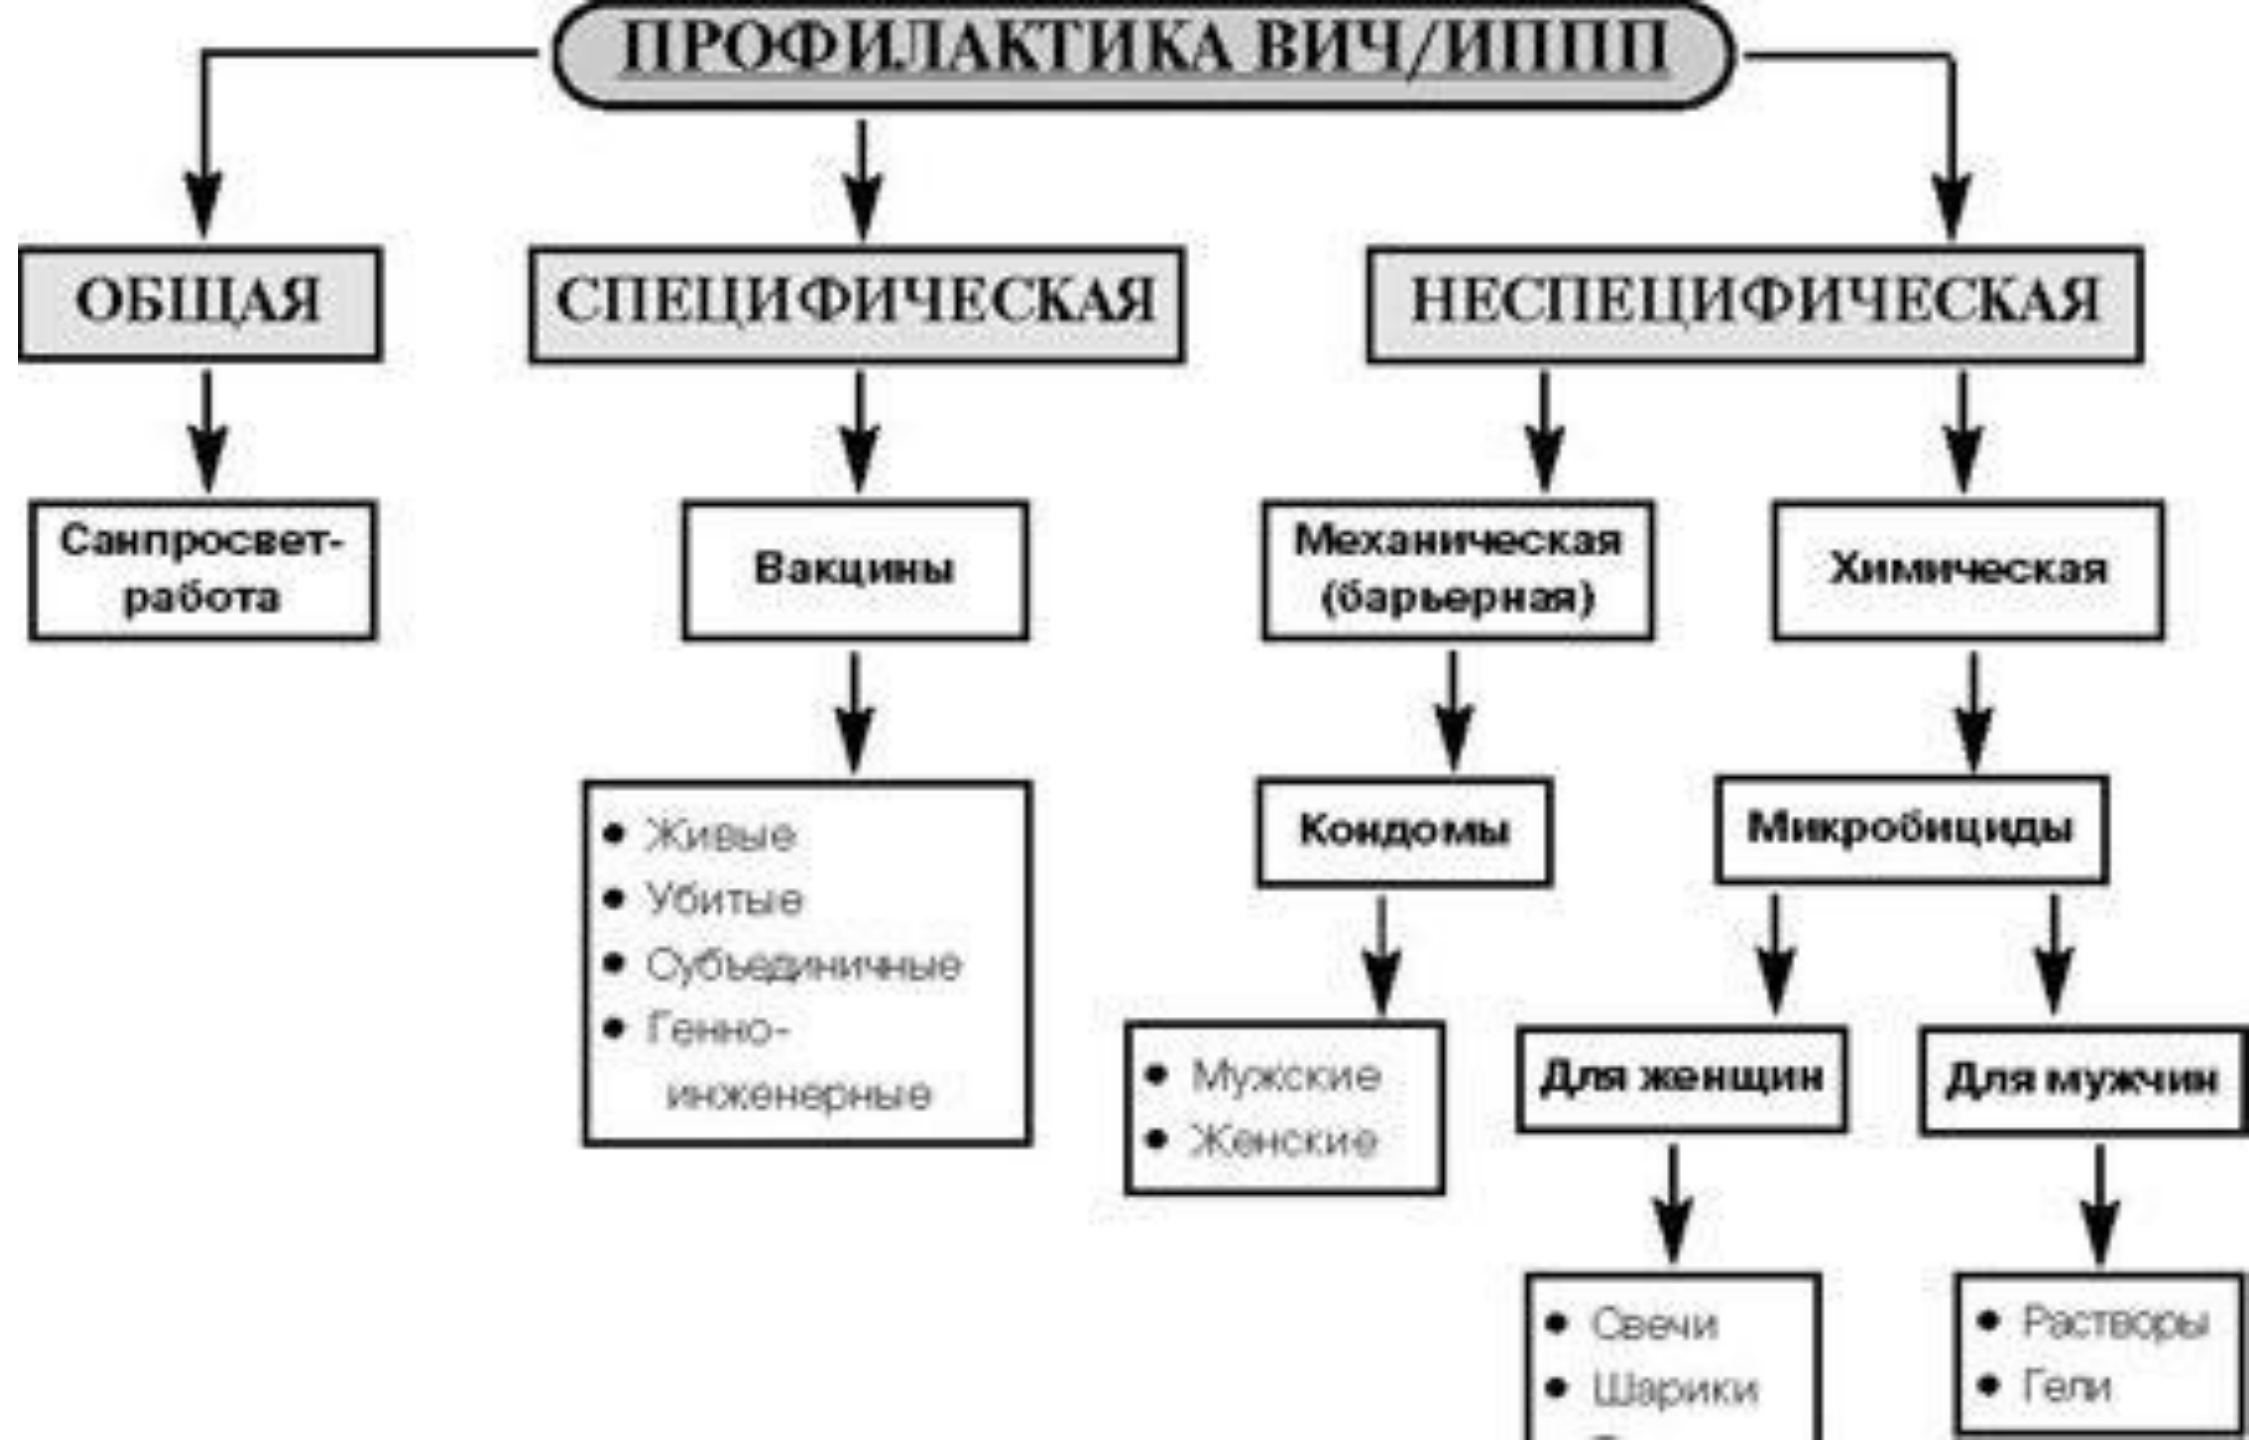 ПРОФИЛАКТИКА ВИЧ/ИППП
ОБЩАЯ
СПЕЦИФИЧЕСКАЯ
НЕСПЕЦИФИЧЕСКАЯ
Санпросвет-
работа
Вакцины
Механическая
(барьерная)
Химическая
• Живые
• Убитые
• Субъединичные
• Генно-
инженерные
Кондомы
Микробициды
• Мужские
• Женские
Для женщин
Для мужчин
• Свечи
• Шарики
• Растворы
• Гели